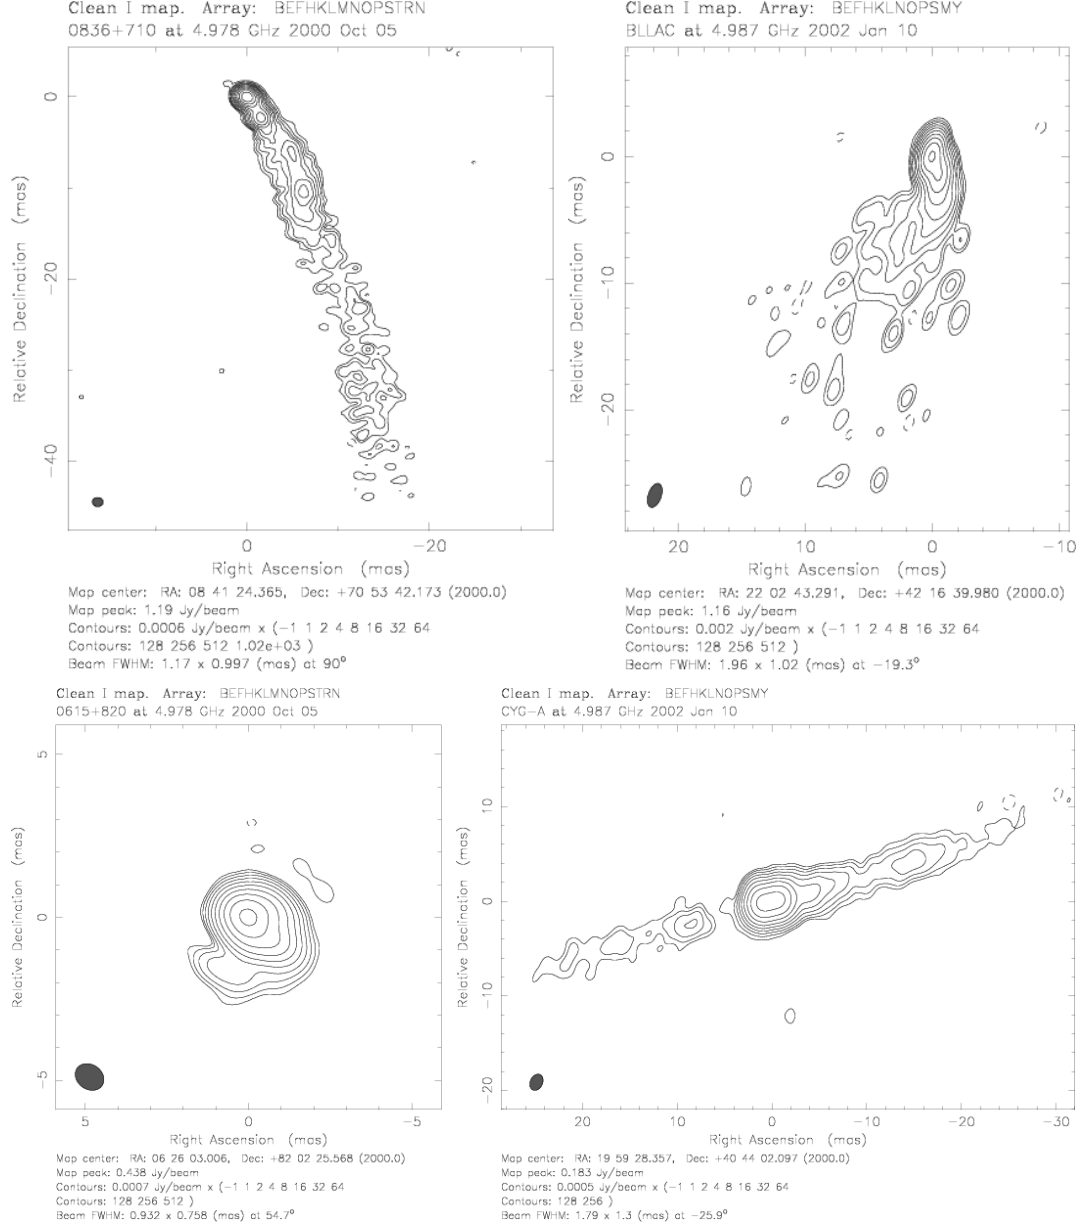 Clean I map. Array: BEFHKLMNOPSTRN
0836+710 at 4.978 GHz 2000 Oct 05
0
−20
−40
Relative Declination (mas)
0
−20
Right Ascension (mas)
Map center: RA: 08 41 24.365, Dec: +70 53 42.173 (2000.0)
Map peak: 1.19 Jy/beam
Contours: 0.0006 Jy/beam x (−1 1 2 4 8 16 32 64
Contours: 128 256 512 1.02e+03 )
Beam FWHM: 1.17 x 0.997 (mas) at 90°
Clean I map. Array: BEFHKLNOPSMY
BLLAC at 4.987 GHz 2002 Jan 10
0
−10
−20
Relative Declination (mas)
20
10
0
−10
Right Ascension (mas)
Map center: RA: 22 02 43.291, Dec: +42 16 39.980 (2000.0)
Map peak: 1.16 Jy/beam
Contours: 0.002 Jy/beam x (−1 1 2 4 8 16 32 64
Contours: 128 256 512 )
Beam FWHM: 1.96 x 1.02 (mas) at −19.3°
Clean I map. Array: BEFHKLMNOPSTRN
0615+820 at 4.978 GHz 2000 Oct 05
5
0
−5
Relative Declination (mas)
5
0
−5
Right Ascension (mas)
Map center: RA: 06 26 03.006, Dec: +82 02 25.568 (2000.0)
Map peak: 0.438 Jy/beam
Contours: 0.0007 Jy/beam x (−1 1 2 4 8 16 32 64
Contours: 128 256 512 )
Beam FWHM: 0.932 x 0.758 (mas) at 54.7°
Clean I map. Array: BEFHKLNOPSMY
CYG−A at 4.987 GHz 2002 Jan 10
10
0
−10
−20
Relative Declination (mas)
20
10
0
−10
−20
−30
Right Ascension (mas)
Map center: RA: 19 59 28.357, Dec: +40 44 02.097 (2000.0)
Map peak: 0.183 Jy/beam
Contours: 0.0005 Jy/beam x (−1 1 2 4 8 16 32 64
Contours: 128 256 )
Beam FWHM: 1.79 x 1.3 (mas) at −25.9°